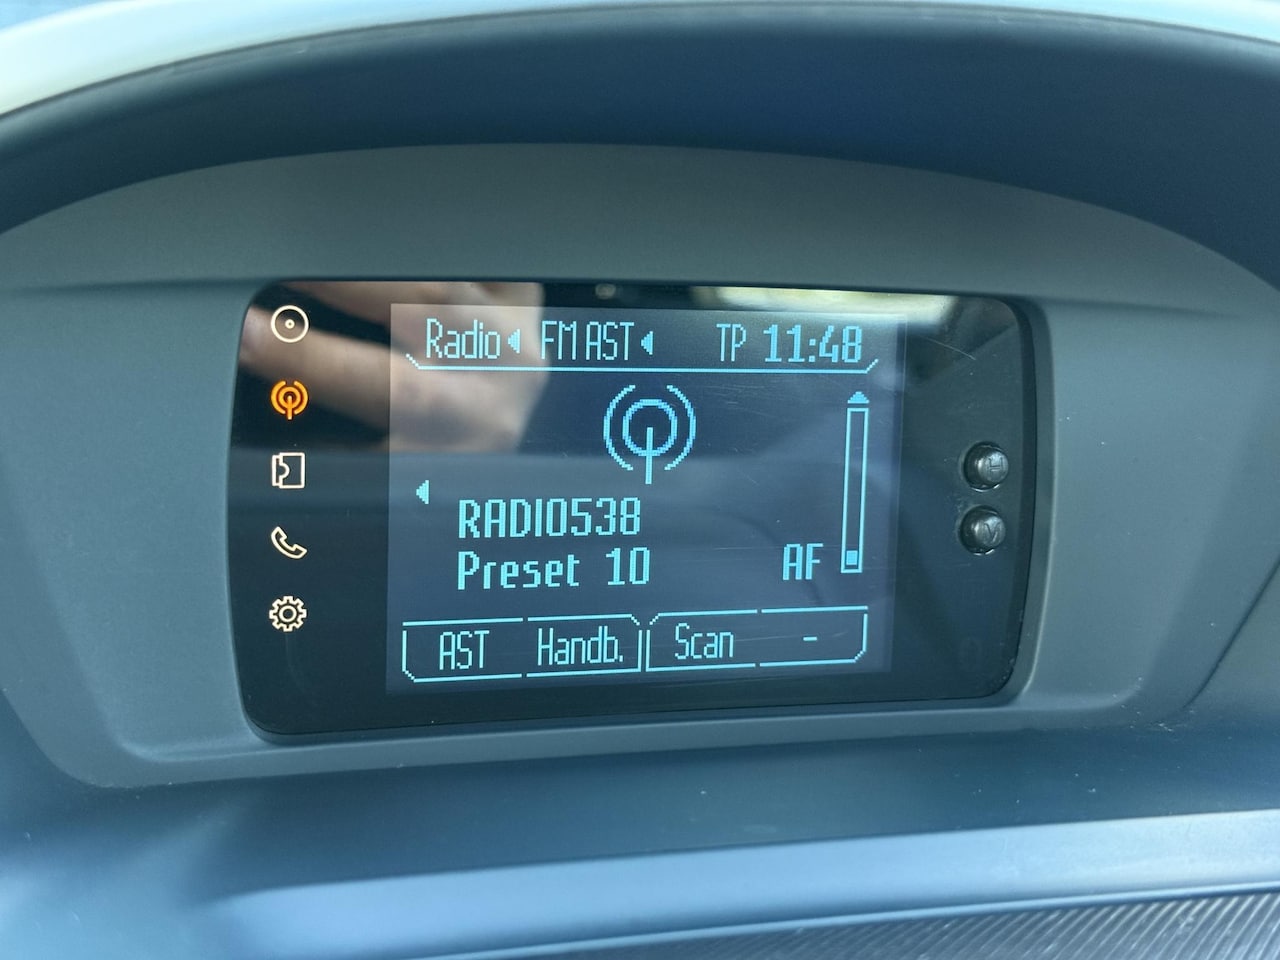 Radio FM AST TP 11:48
RADIO538
Preset 10
AF
AST Handb. Scan -
H
M